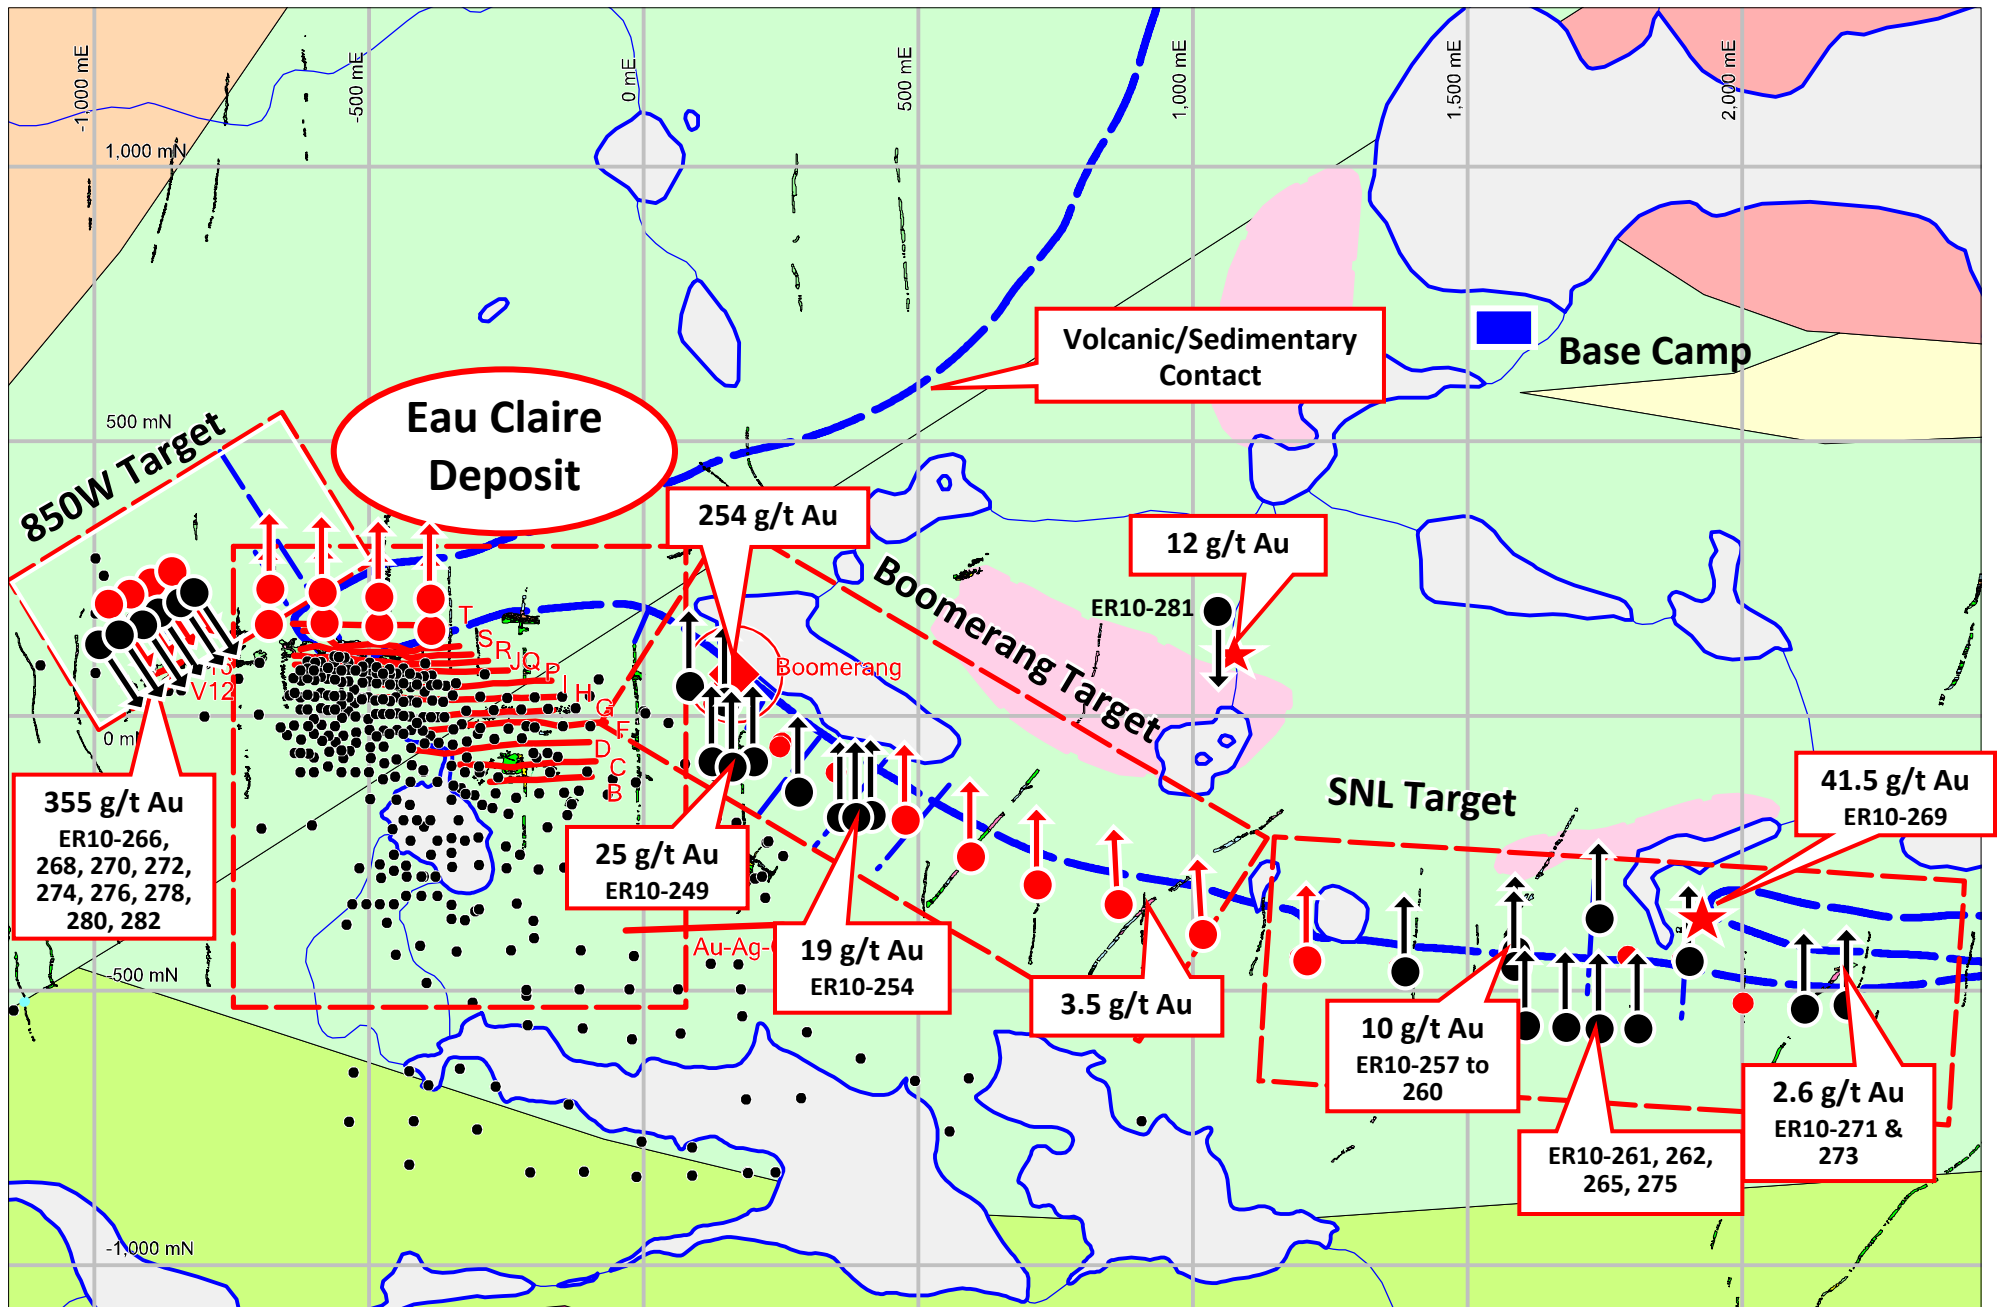 -1,000 mE
-500 mE
0 mE
500 mE
1,000 mE
1,500 mE
2,000 mE
1,000 mN
Volcanic/Sedimentary
Contact
Base Camp
Eau Claire
Deposit
500 mN
850W Target
254 g/t Au
12 g/t Au
Boomerang Target
ER10-281
T
S
R
JQ
P
I
H
G
F
D
C
B
Boomerang
V12
0 mN
355 g/t Au
ER10-266,
268, 270, 272,
274, 276, 278,
280, 282
25 g/t Au
ER10-249
SNL Target
41.5 g/t Au
ER10-269
Au-Ag-
19 g/t Au
ER10-254
-500 mN
3.5 g/t Au
10 g/t Au
ER10-257 to
260
2.6 g/t Au
ER10-271 &
273
ER10-261, 262,
265, 275
-1,000 mN